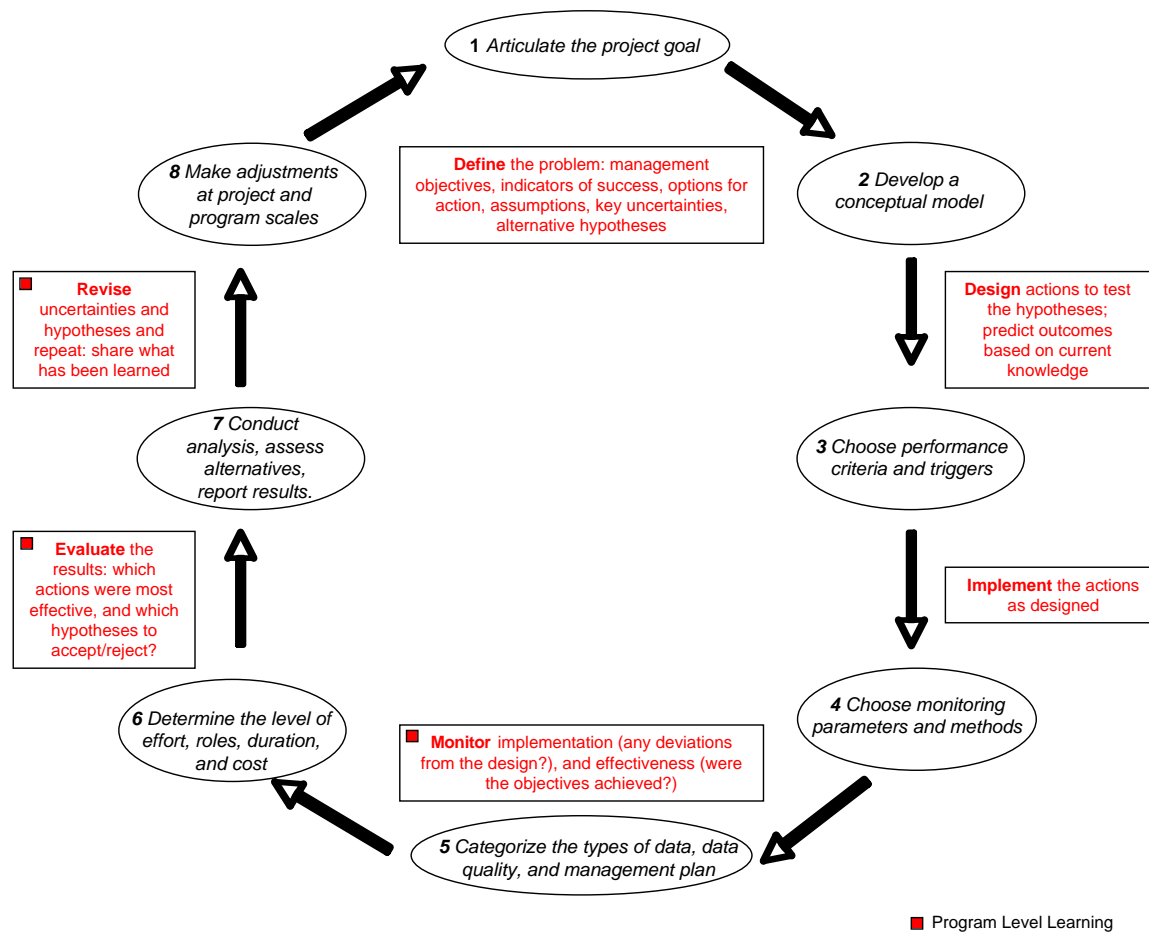 1 Articulate the project goal
8 Make adjustments
at project and
program scales
Define the problem: management
objectives, indicators of success, options for
action, assumptions, key uncertainties,
alternative hypotheses
2 Develop a
conceptual model
Revise
uncertainties and
hypotheses and
repeat: share what
has been learned
Design actions to test
the hypotheses;
predict outcomes
based on current
knowledge
7 Conduct
analysis, assess
alternatives,
report results.
3 Choose performance
criteria and triggers
Evaluate the
results: which
actions were most
effective, and which
hypotheses to
accept/reject?
Implement the actions
as designed
6 Determine the level of
effort, roles, duration,
and cost
Monitor implementation (any deviations
from the design?), and effectiveness (were
the objectives achieved?)
4 Choose monitoring
parameters and methods
5 Categorize the types of data, data
quality, and management plan
Program Level Learning